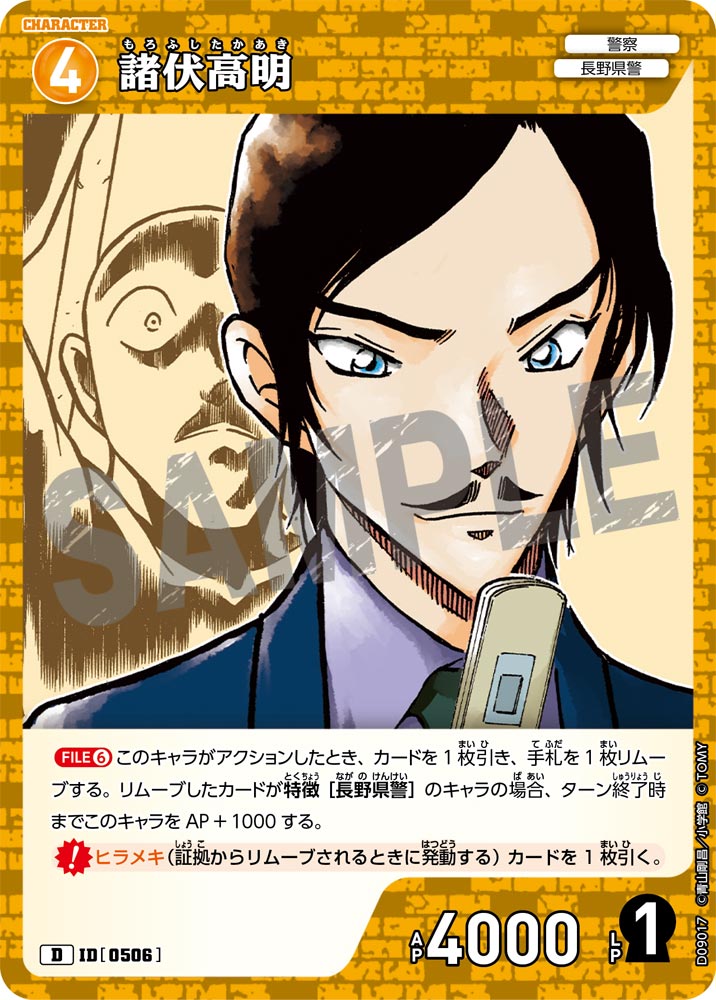 CHARACTER
4
もろふしたかあき
諸伏高明
警察
長野県警
SAMPLE
FILE6 このキャラがアクションしたとき、カードを1枚引き、手札を1枚リムー
ブする。リムーブしたカードが特徴［長野県警］のキャラの場合、ターン終了時
までこのキャラをAP+1000する。
ヒラメキ(証拠からリムーブされるときに発動する)カードを1枚引く。
D ID[0506]
AP 4000
LP 1
D09017 ©青山剛昌/小学館 ©TOMY